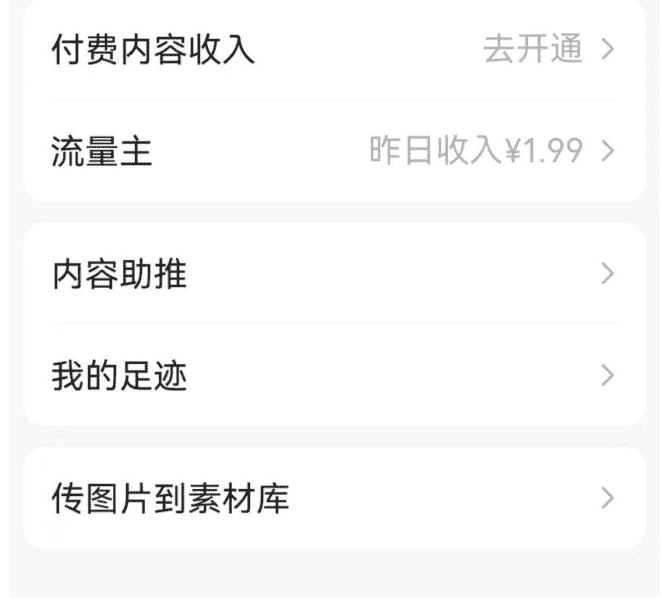 付费内容收入 去开通
流量主 昨日收入¥1.99
内容助推
我的足迹
传图片到素材库